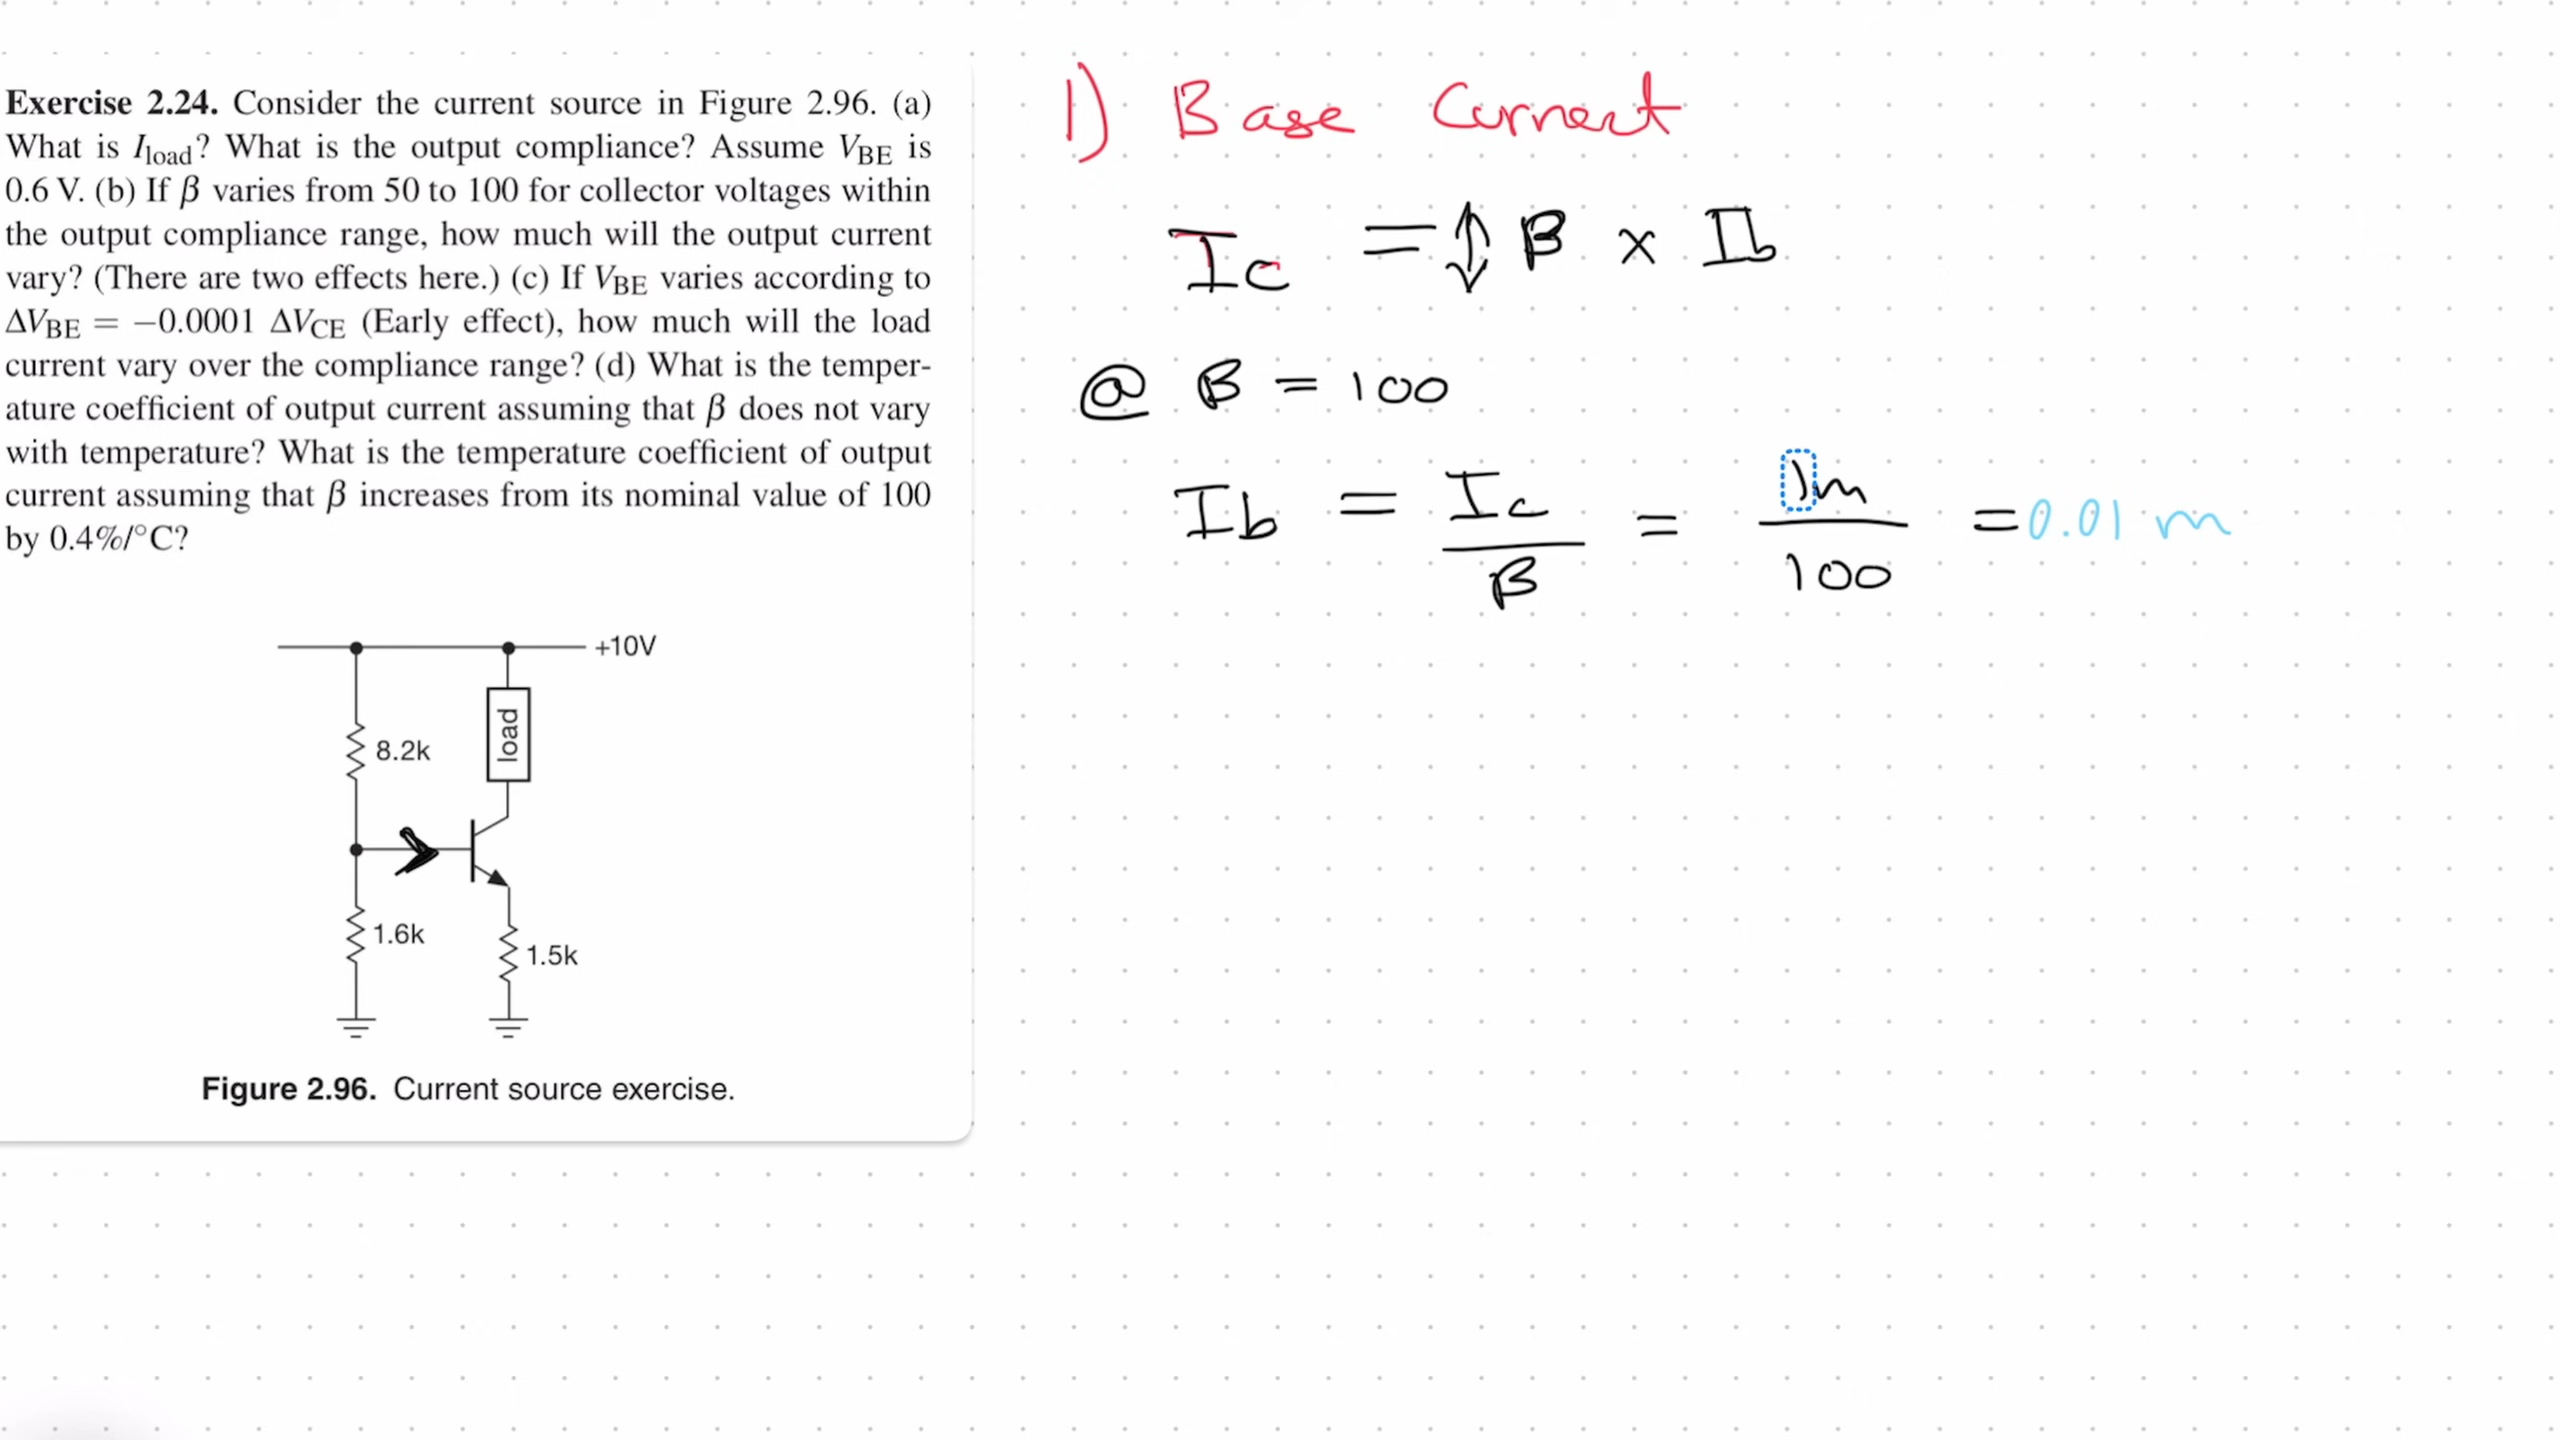 Exercise 2.24. Consider the current source in Figure 2.96. (a)
What is Iload? What is the output compliance? Assume VBE is
0.6 V. (b) If β varies from 50 to 100 for collector voltages within
the output compliance range, how much will the output current
vary? (There are two effects here.) (c) If VBE varies according to
ΔVBE = −0.0001 ΔVCE (Early effect), how much will the load
current vary over the compliance range? (d) What is the temper-
ature coefficient of output current assuming that β does not vary
with temperature? What is the temperature coefficient of output
current assuming that β increases from its nominal value of 100
by 0.4%/°C?
+10V
load
8.2k
1.6k
1.5k
Figure 2.96. Current source exercise.
1) Base Current
Ic = ↕ β × Ib
@ β = 100
Ib = Ic / β = 1m / 100 = 0.01 m